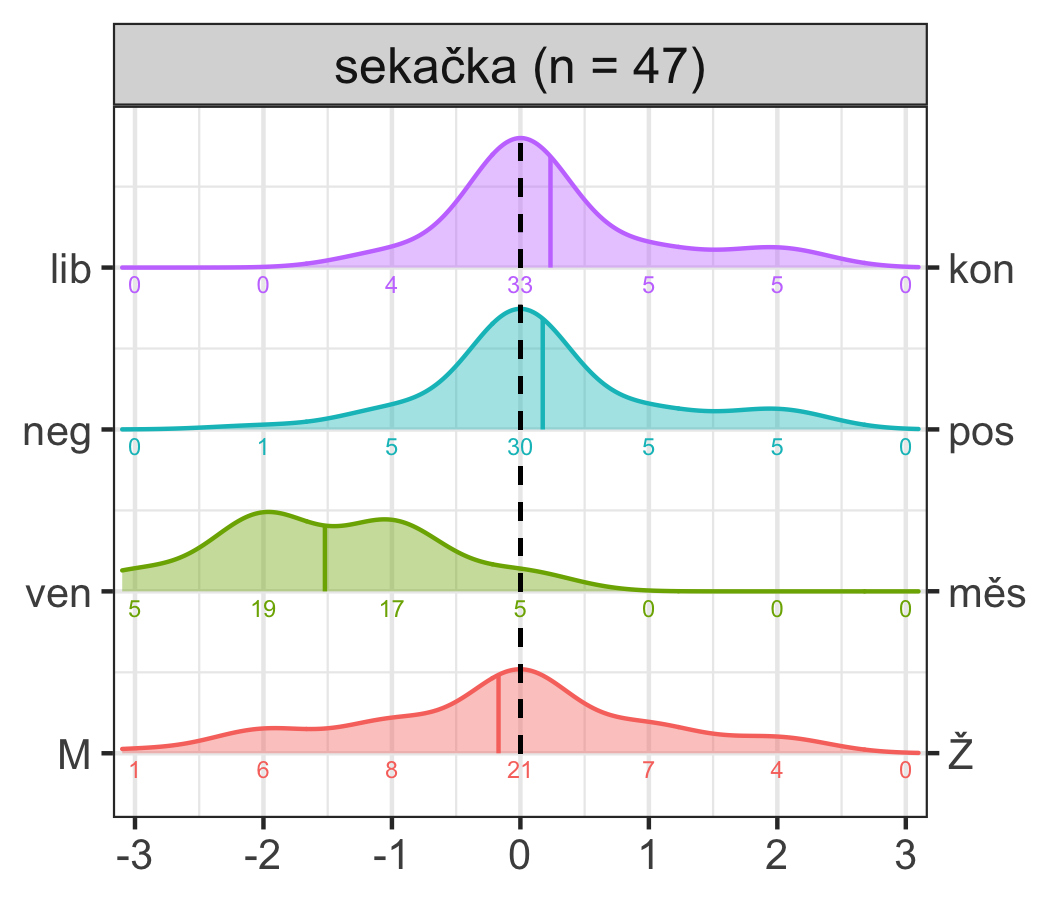 sekačka (n = 47)
lib kon
0 0 4 33 5 5 0
neg pos
0 1 5 30 5 5 0
ven měs
5 19 17 5 0 0 0
M Ž
1 6 8 21 7 4 0
-3 -2 -1 0 1 2 3